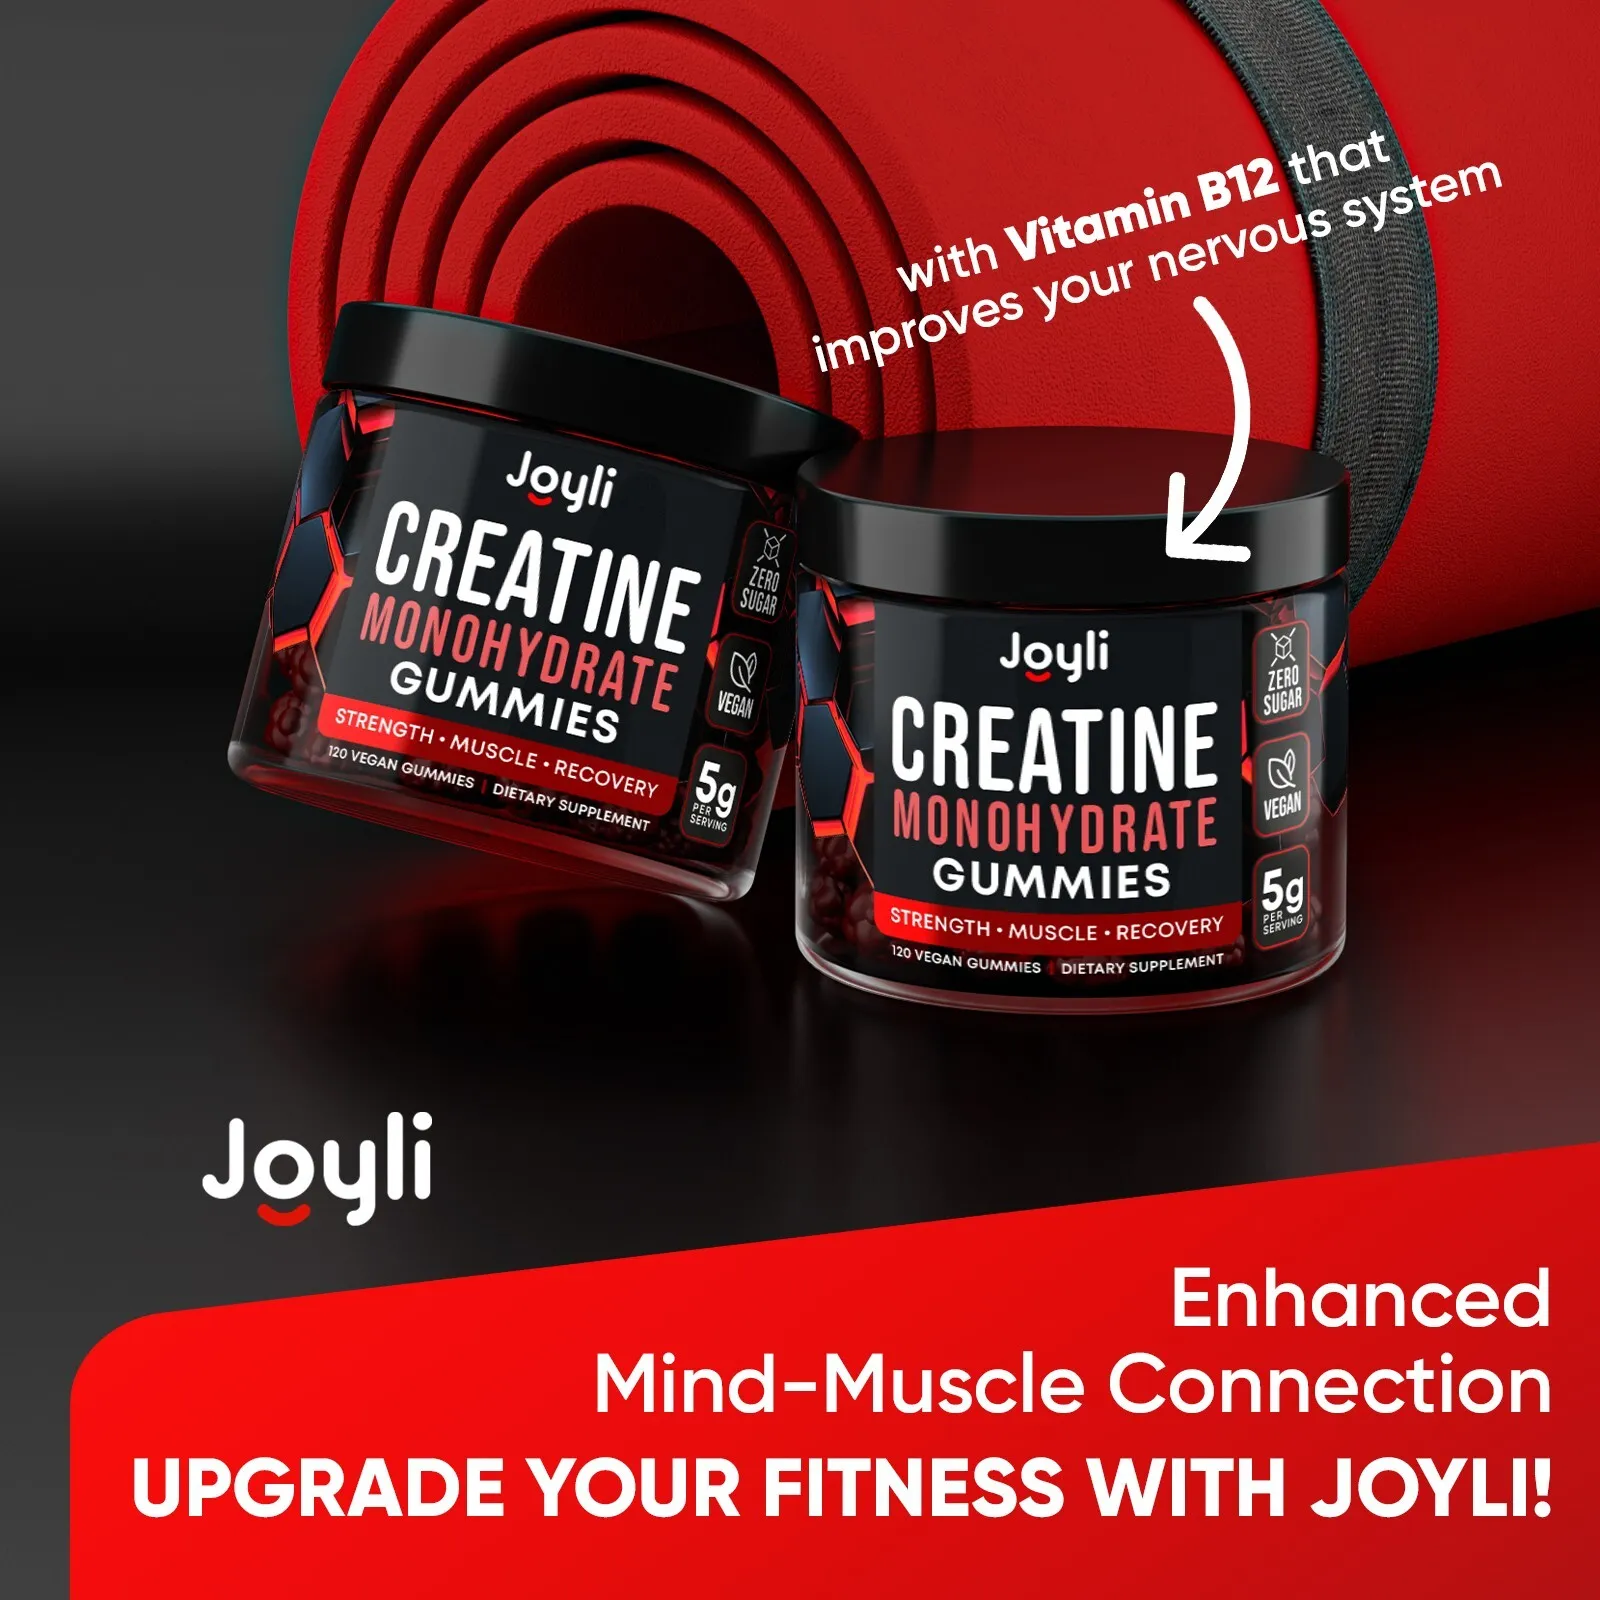 with Vitamin B12 that
improves your nervous system
Joyli
CREATINE
MONOHYDRATE
GUMMIES
STRENGTH • MUSCLE • RECOVERY
120 VEGAN GUMMIES | DIETARY SUPPLEMENT
ZERO
SUGAR
VEGAN
5g
PER
SERVING
Joyli
CREATINE
MONOHYDRATE
GUMMIES
STRENGTH • MUSCLE • RECOVERY
120 VEGAN GUMMIES | DIETARY SUPPLEMENT
ZERO
SUGAR
VEGAN
5g
PER
SERVING
Joyli
Enhanced
Mind-Muscle Connection
UPGRADE YOUR FITNESS WITH JOYLI!